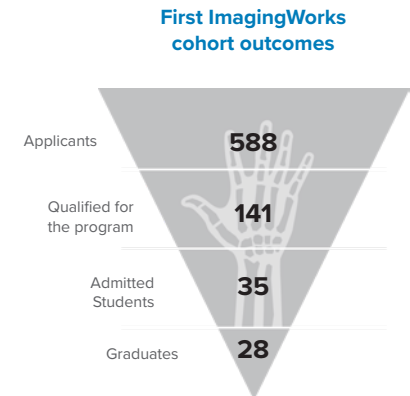 First ImagingWorks
cohort outcomes
Applicants
588
Qualified for
the program
141
Admitted
Students
35
Graduates
28